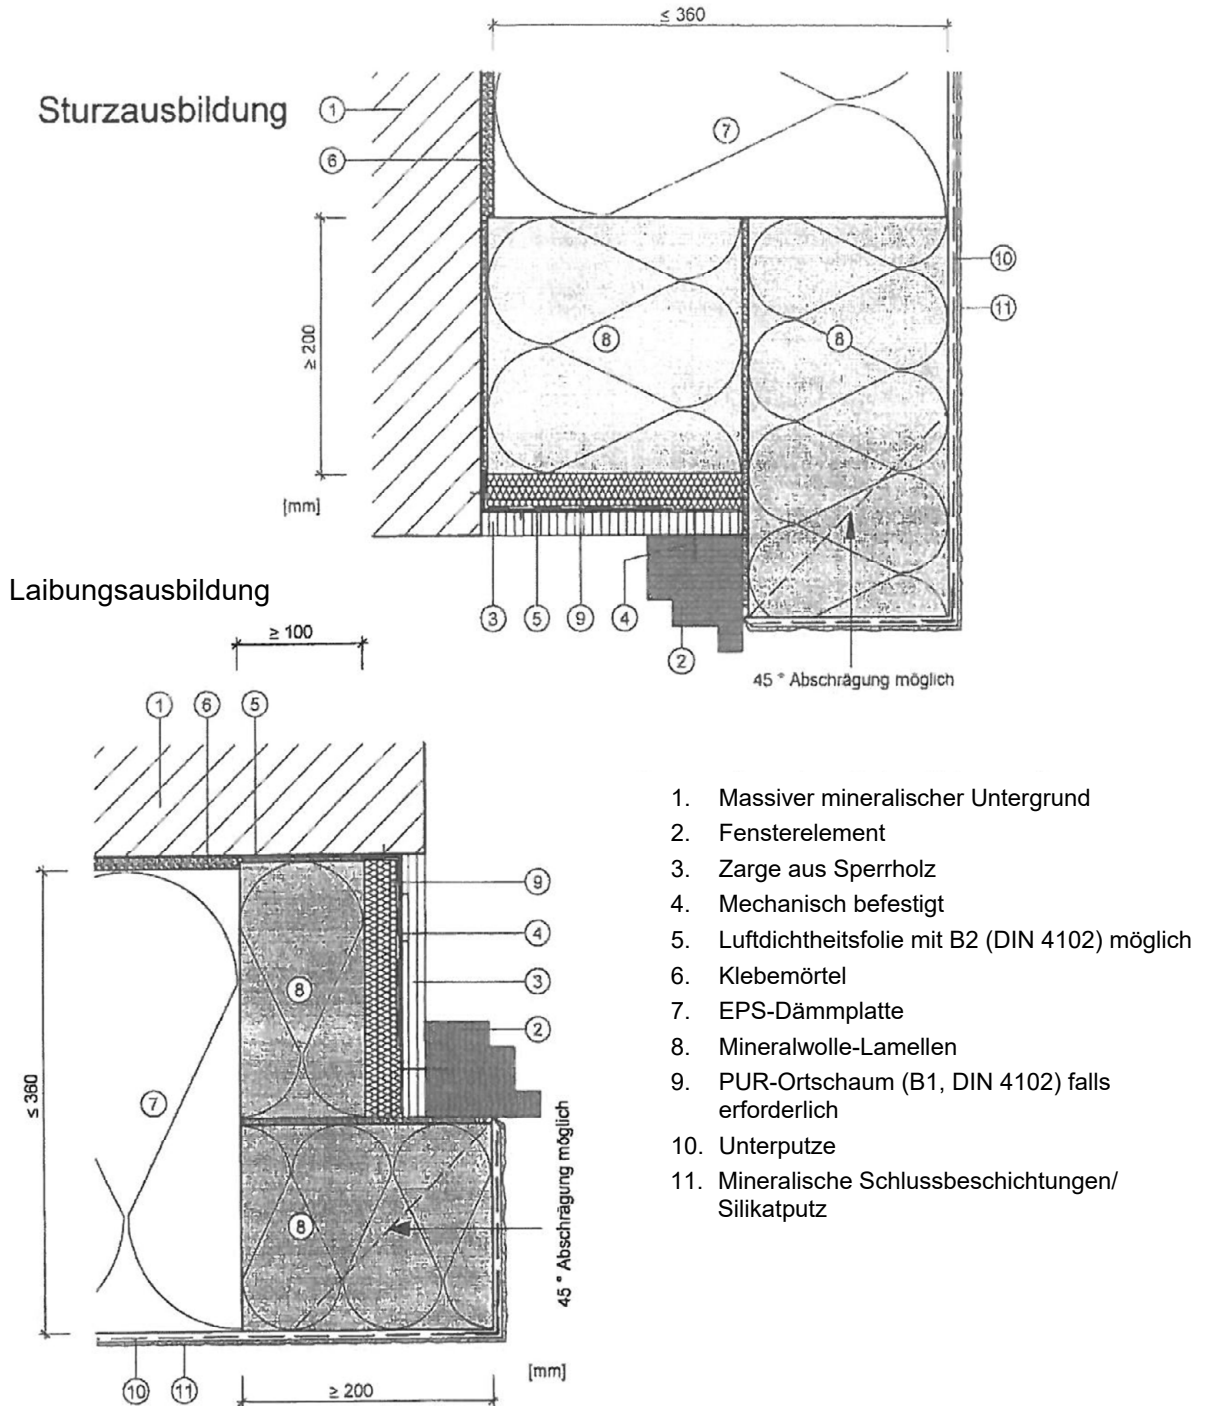 ≤ 360
Sturzausbildung
1
6
7
≥ 200
8
8
10
11
[mm]
3
5
9
4
2
45 ° Abschrägung möglich
Laibungsausbildung
≥ 100
1
6
5
9
4
3
2
8
≤ 360
7
8
45 ° Abschrägung möglich
10
11
≥ 200
[mm]
1. Massiver mineralischer Untergrund
2. Fensterelement
3. Zarge aus Sperrholz
4. Mechanisch befestigt
5. Luftdichtheitsfolie mit B2 (DIN 4102) möglich
6. Klebemörtel
7. EPS-Dämmplatte
8. Mineralwolle-Lamellen
9. PUR-Ortschaum (B1, DIN 4102) falls
erforderlich
10. Unterputze
11. Mineralische Schlussbeschichtungen/
Silikatputz